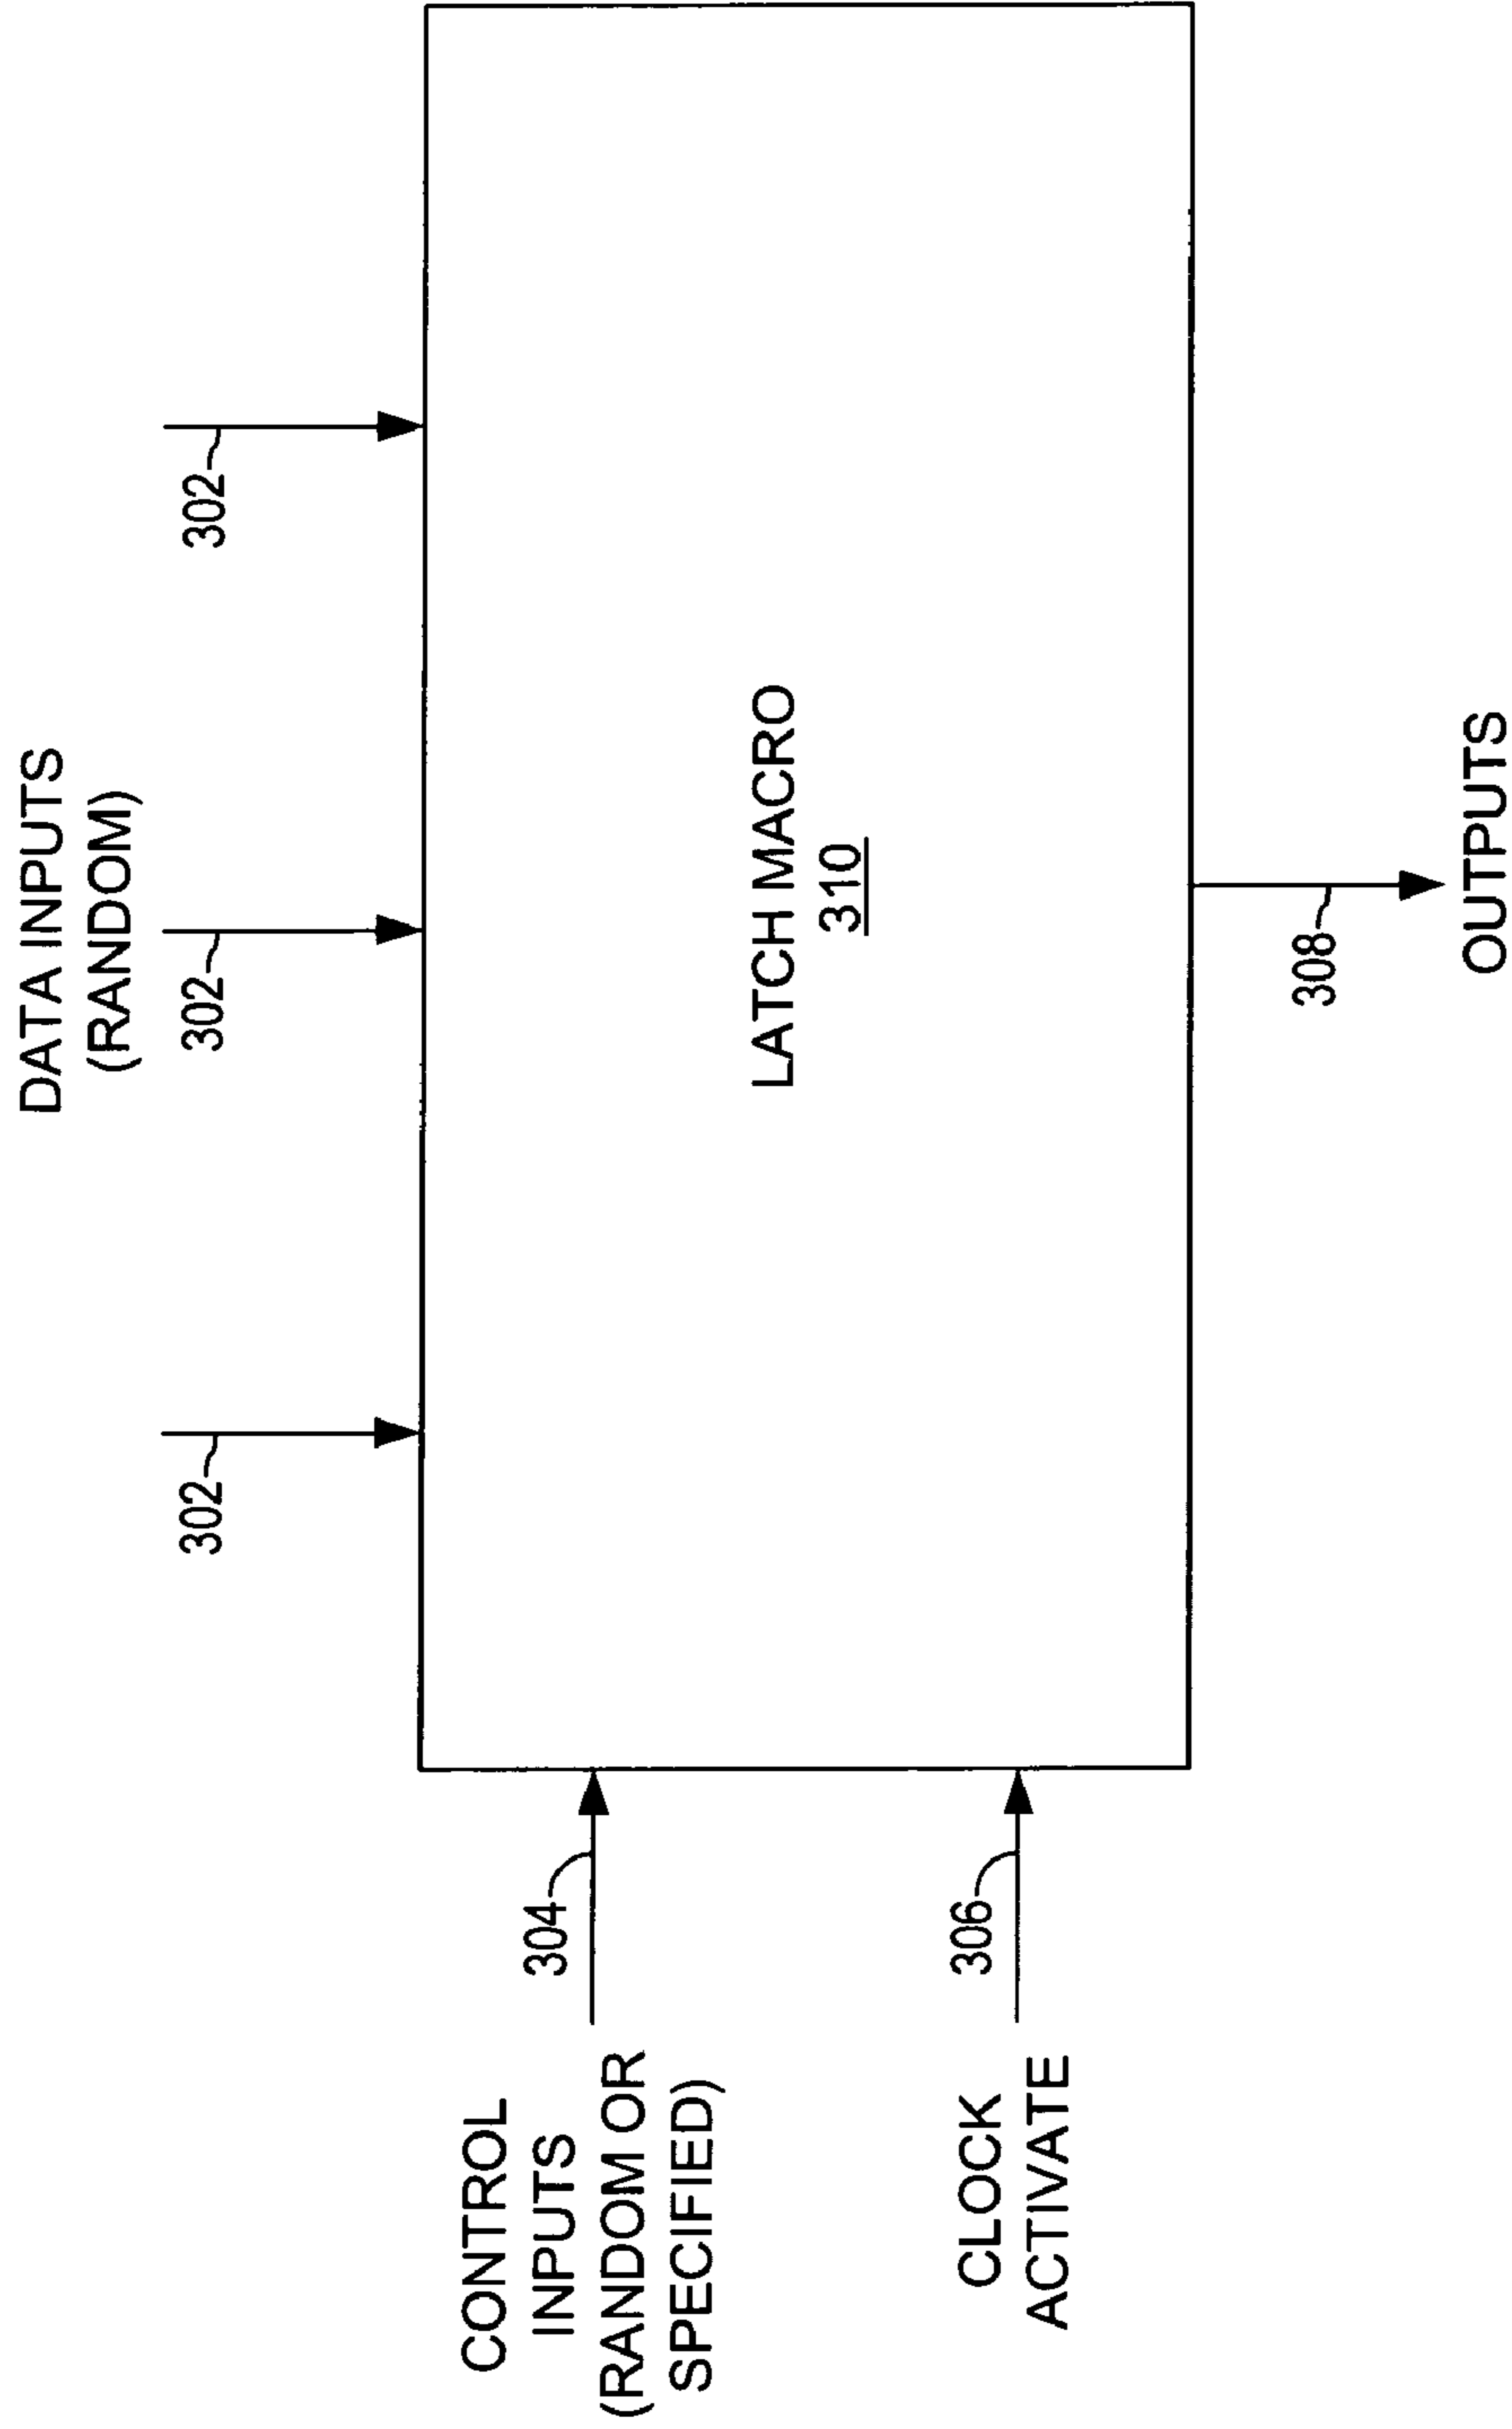 DATA INPUTS
(RANDOM)
302
302
302
CONTROL
INPUTS
(RANDOM OR
SPECIFIED)
304
LATCH MACRO
310
CLOCK
ACTIVATE
306
308
OUTPUTS